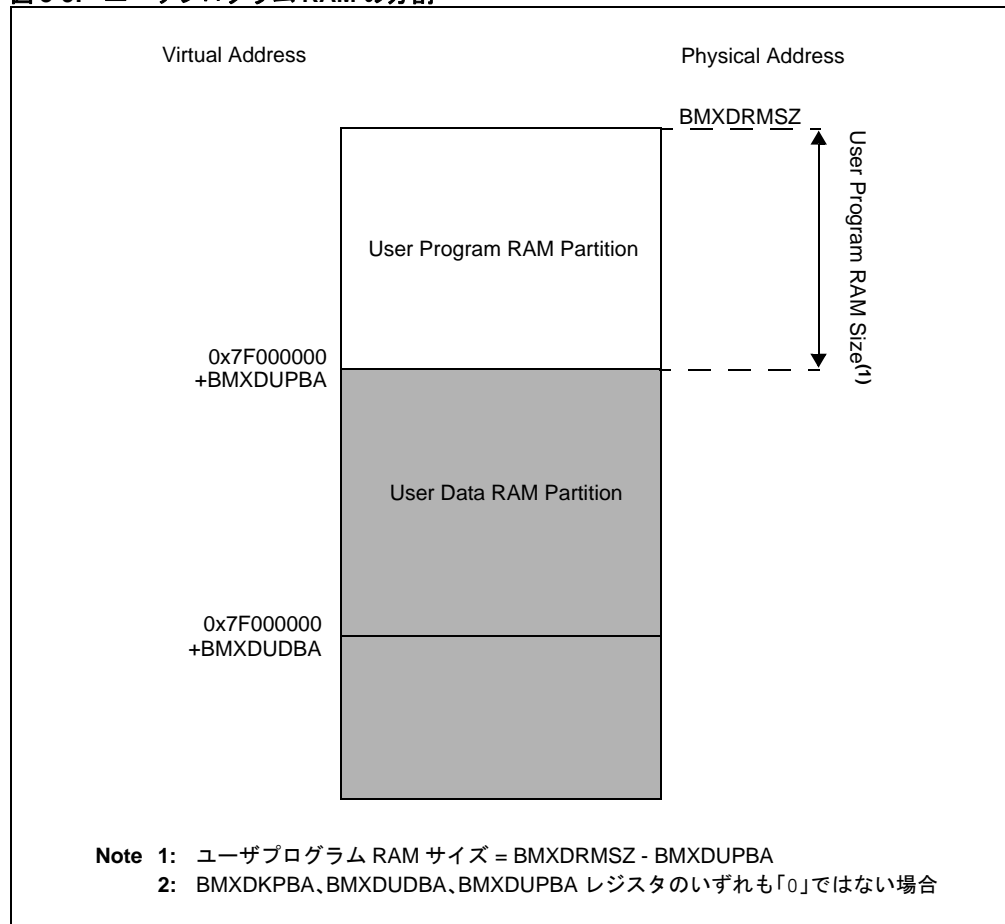 Virtual Address
Physical Address
BMXDRMSZ
User Program RAM Size(1)
User Program RAM Partition
0x7F000000
+BMXDUPBA
User Data RAM Partition
0x7F000000
+BMXDUDBA
Note 1: ユーザプログラム RAM サイズ = BMXDRMSZ - BMXDUPBA
2: BMXDKPBA、BMXDUDBA、BMXDUPBA レジスタのいずれも「0」ではない場合